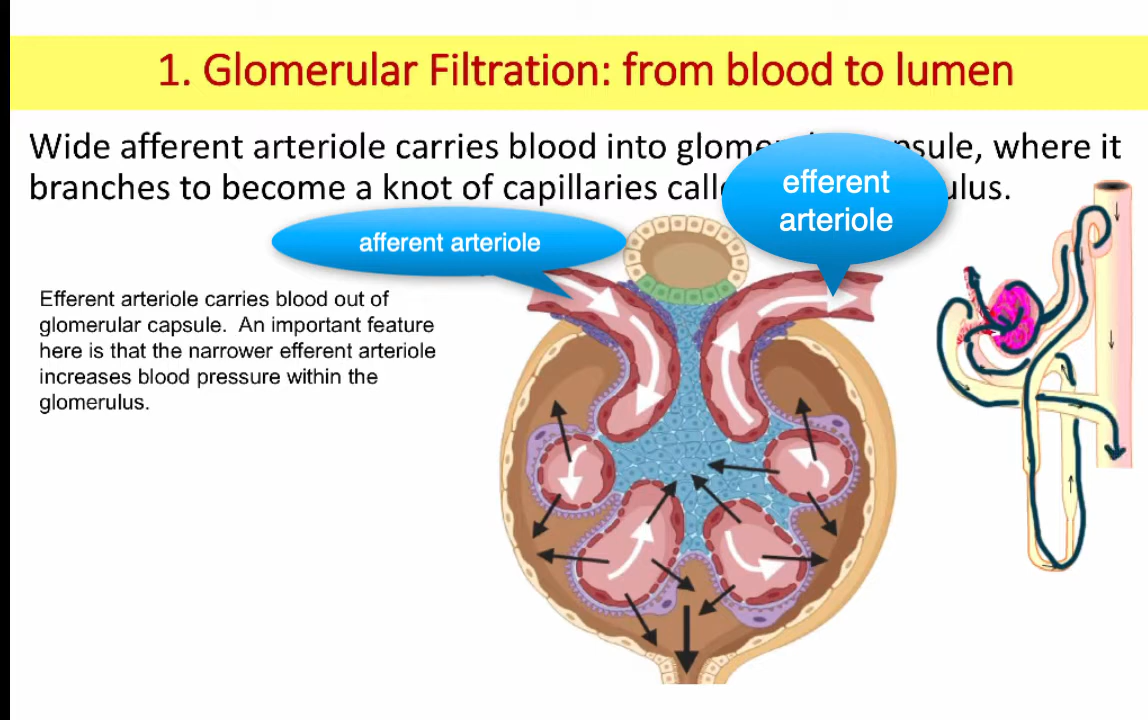 1. Glomerular Filtration: from blood to lumen
Wide afferent arteriole carries blood into where it
branches to become a knot of capillaries
efferent
arteriole
afferent arteriole
Efferent arteriole carries blood out of
glomerular capsule. An important feature
here is that the narrower efferent arteriole
increases blood pressure within the
glomerulus.